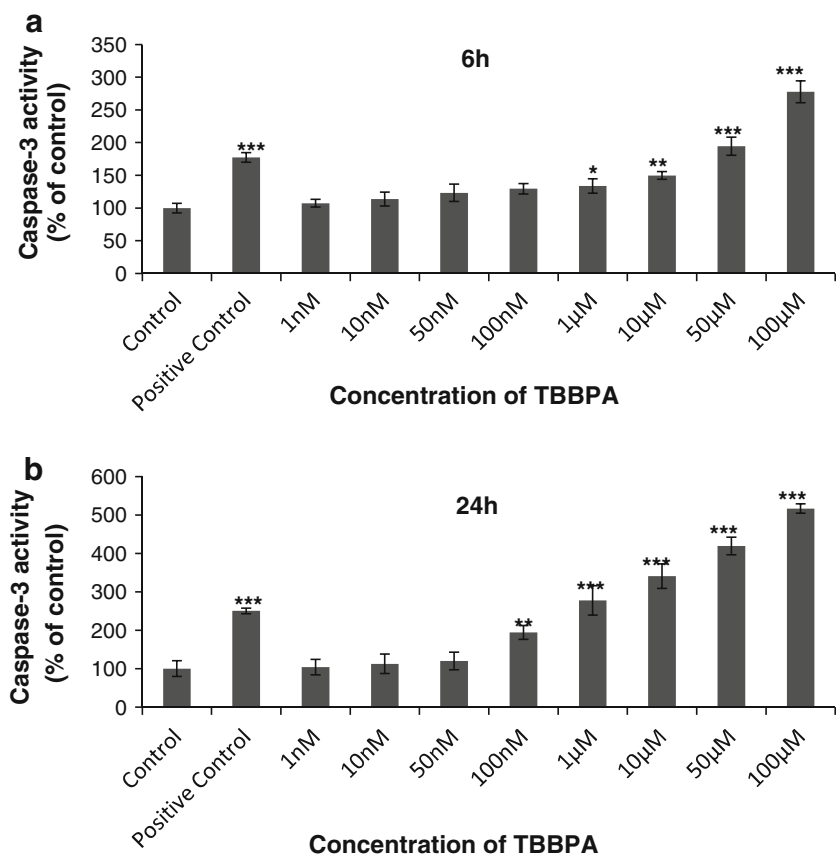 a
Caspase-3 activity
(% of control)
350
300
250
200
150
100
50
0
6h
***
*
**
***
***
Control
Positive Control
1nM
10nM
50nM
100nM
1µM
10µM
50µM
100µM
Concentration of TBBPA
b
Caspase-3 activity
(% of control)
600
500
400
300
200
100
0
24h
***
**
***
***
***
***
Control
Positive Control
1nM
10nM
50nM
100nM
1µM
10µM
50µM
100µM
Concentration of TBBPA